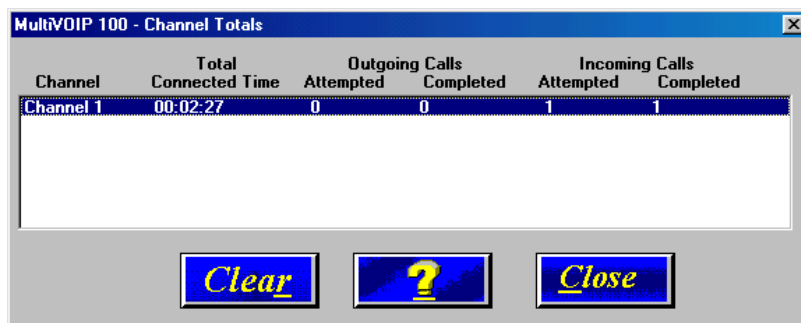 MultiVOIP 100 - Channel Totals
Total Outgoing Calls Incoming Calls
Channel Connected Time Attempted Completed Attempted Completed
Channel 1 00:02:27 0 0 1 1
Clear ? Close